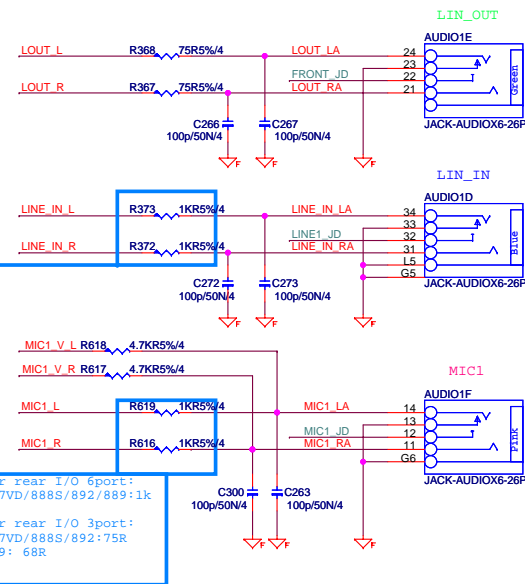 LIN_OUT
AUDIO1E
LOUT_L R368 75R5%/4 LOUT_LA 24
23
FRONT_JD 22
LOUT_R R367 75R5%/4 LOUT_RA 21
Green
C266 C267
100p/50N/4 100p/50N/4
JACK-AUDIOX6-26P
F F F
LIN_IN
AUDIO1D
LINE_IN_L R373 1KR5%/4 LINE_IN_LA 34
33
LINE1_JD 32
LINE_IN_R R372 1KR5%/4 LINE_IN_RA 31
L5
G5
Blue
C272 C273
100p/50N/4 100p/50N/4
JACK-AUDIOX6-26P
F F F
MIC1_V_L R618 4.7KR5%/4
MIC1_V_R R617 4.7KR5%/4
MIC1
AUDIO1F
MIC1_L R619 1KR5%/4 MIC1_LA 14
13
MIC1_JD 12
MIC1_R R616 1KR5%/4 MIC1_RA 11
G6
Pink
JACK-AUDIOX6-26P
C300 C263
100p/50N/4 100p/50N/4
F F F
r rear I/O 6port:
7VD/888S/892/889:1k
r rear I/O 3port:
7VD/888S/892:75R
9: 68R